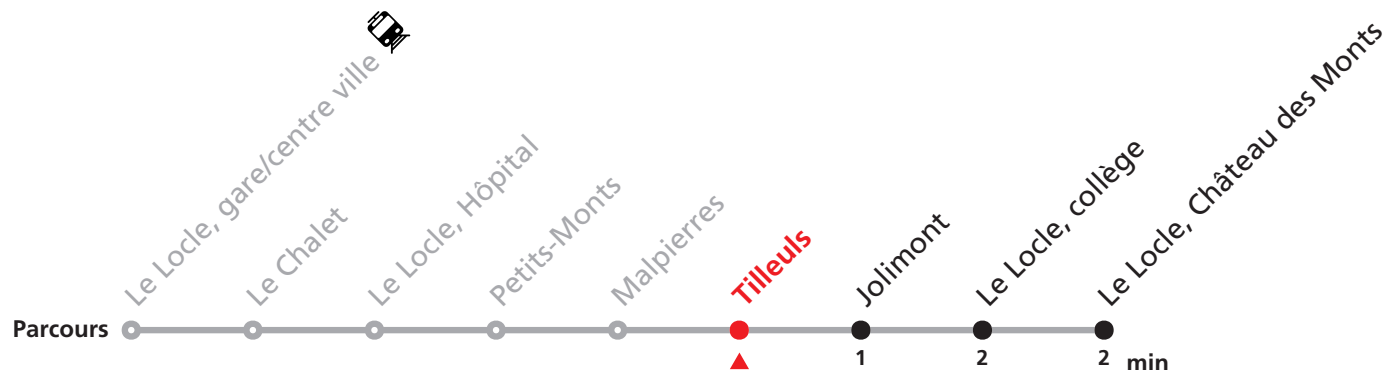 Le Locle, gare/centre ville
Le Chalet
Le Locle, Hôpital
Petits-Monts
Malpierres
Tilleuls
Jolimont
Le Locle, collège
Le Locle, Château des Monts
Parcours
1 2 2 min